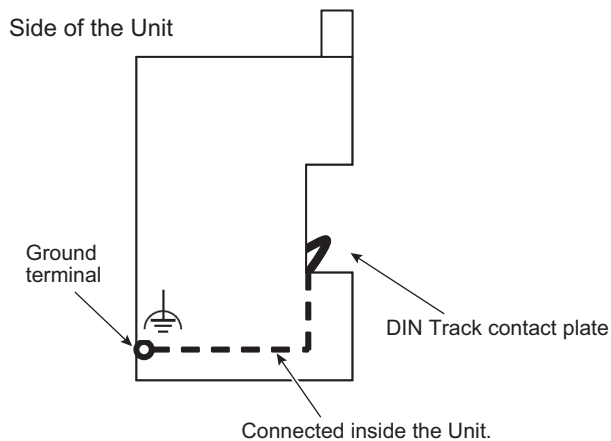 Side of the Unit
Ground
terminal
DIN Track contact plate
Connected inside the Unit.